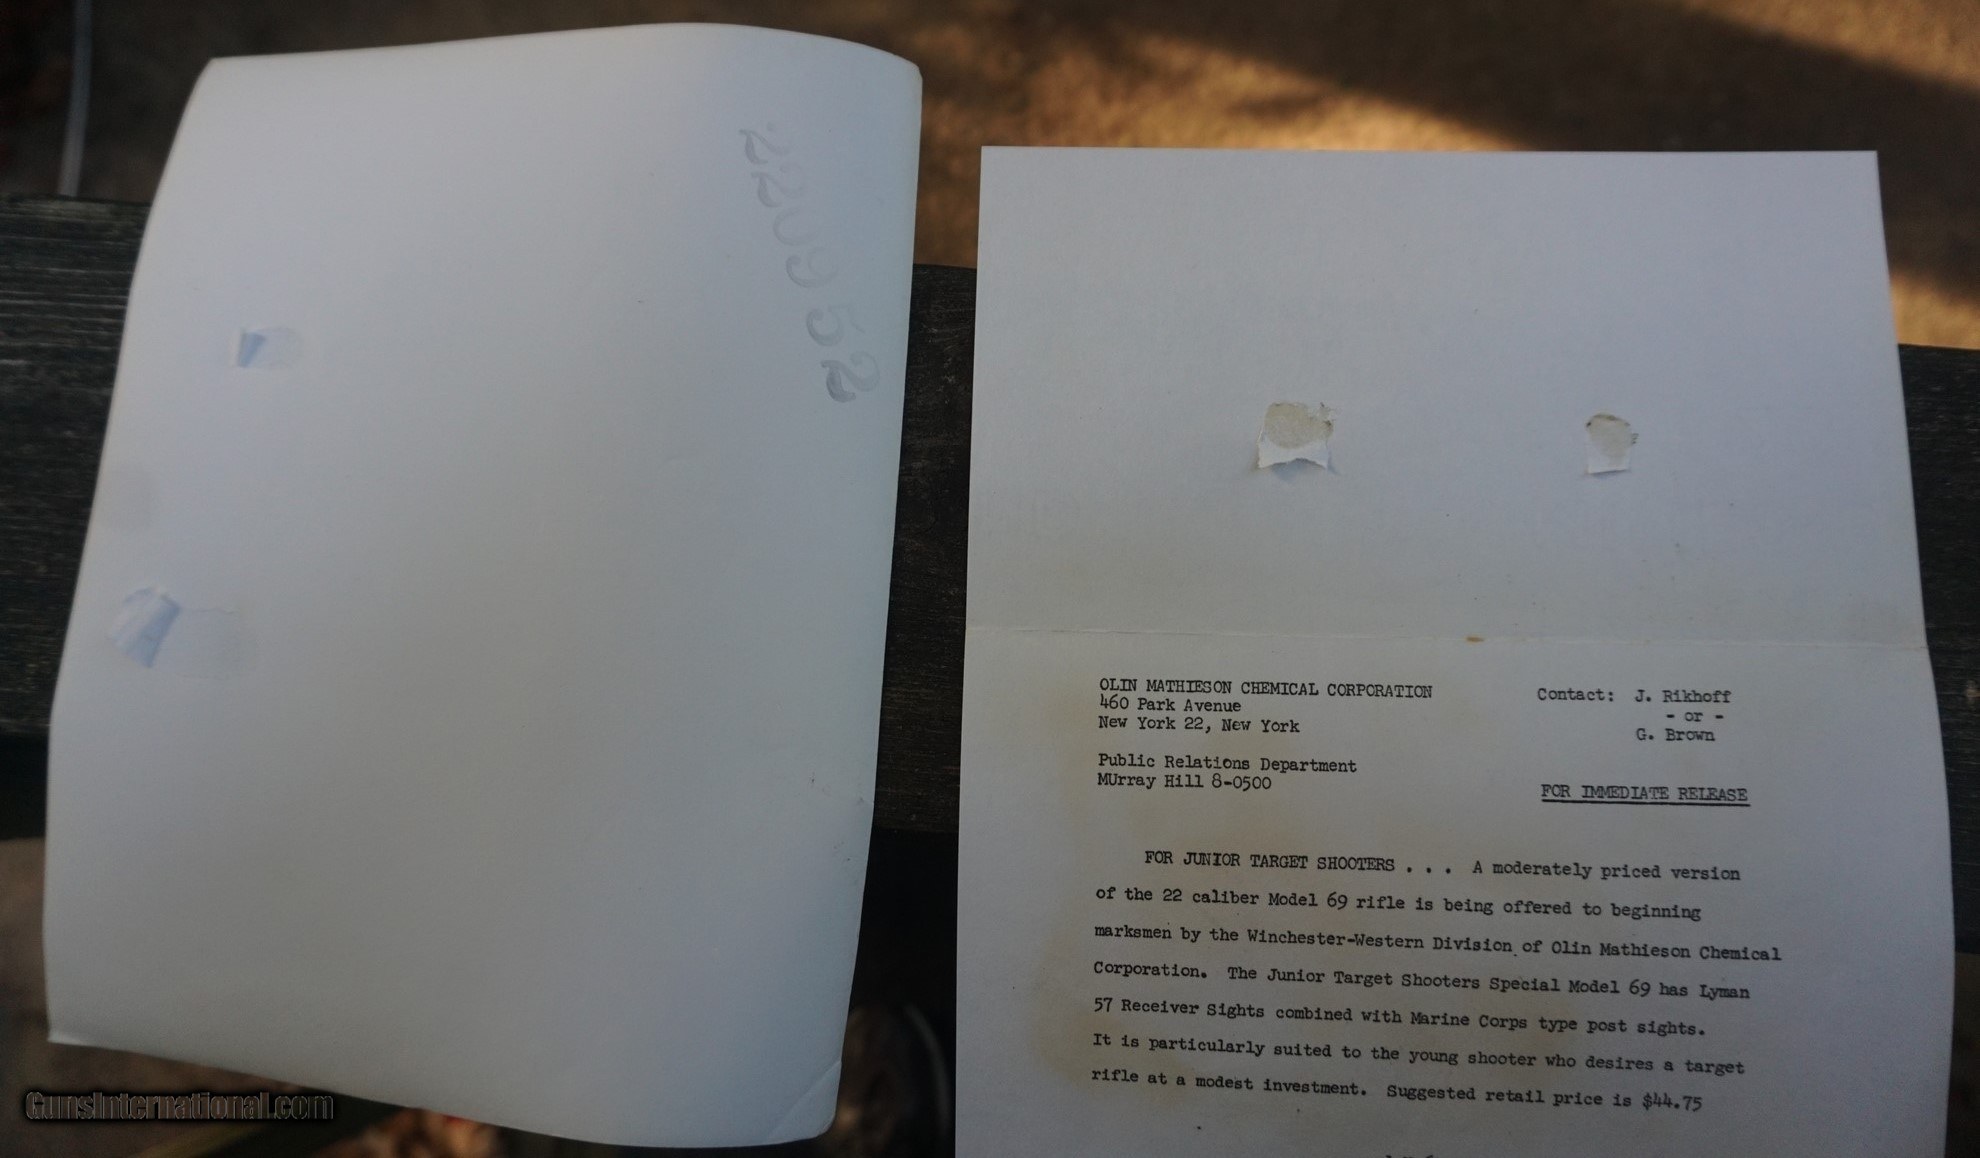 220952
OLIN MATHIESON CHEMICAL CORPORATION
460 Park Avenue
New York 22, New York
Contact: J. Rikhoff
- or -
G. Brown
Public Relations Department
MUrray Hill 8-0500
FOR IMMEDIATE RELEASE
FOR JUNIOR TARGET SHOOTERS . . . A moderately priced version
of the 22 caliber Model 69 rifle is being offered to beginning
marksmen by the Winchester-Western Division of Olin Mathieson Chemical
Corporation. The Junior Target Shooters Special Model 69 has Lyman
57 Receiver Sights combined with Marine Corps type post sights.
It is particularly suited to the young shooter who desires a target
rifle at a modest investment. Suggested retail price is $44.75
GunsInternational.com